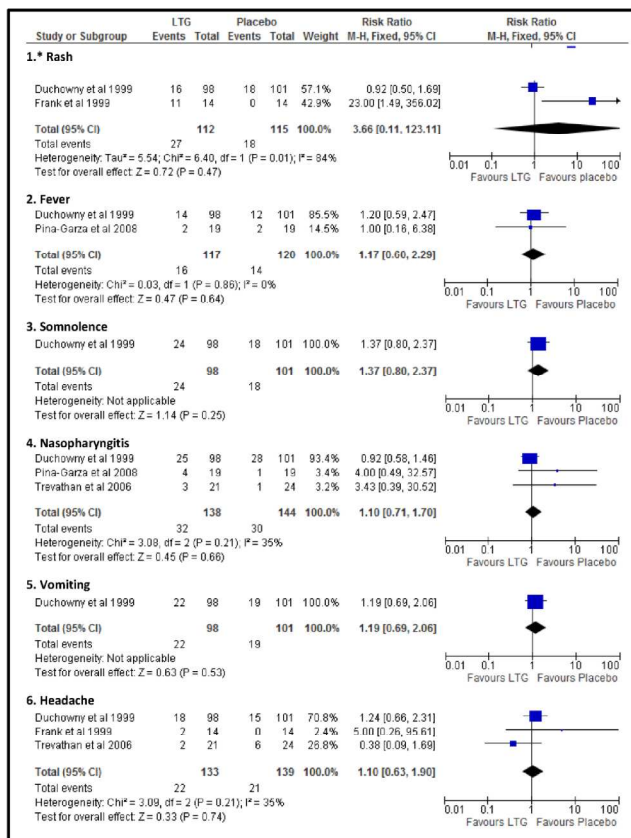 LTG Placebo Risk Ratio Risk Ratio
Study or Subgroup Events Total Events Total Weight M-H, Fixed, 95% CI M-H, Fixed, 95% CI
1.* Rash
Duchowny et al 1999 16 98 18 101 57.1% 0.92 [0.50, 1.69]
Frank et al 1999 11 14 0 14 42.9% 23.00 [1.49, 356.02]
Total (95% CI) 112 115 100.0% 3.66 [0.11, 123.11]
Total events 27 18
Heterogeneity: Tau² = 5.54; Chi² = 6.40, df = 1 (P = 0.01); I² = 84%
Test for overall effect: Z = 0.72 (P = 0.47)
0.01 0.1 1 10 100
Favours LTG Favours placebo
2. Fever
Duchowny et al 1999 14 98 12 101 85.5% 1.20 [0.59, 2.47]
Pina-Garza et al 2008 2 19 2 19 14.5% 1.00 [0.16, 6.38]
Total (95% CI) 117 120 100.0% 1.17 [0.60, 2.29]
Total events 16 14
Heterogeneity: Chi² = 0.03, df = 1 (P = 0.86); I² = 0%
Test for overall effect: Z = 0.47 (P = 0.64)
0.01 0.1 1 10 100
Favours LTG Favours Placebo
3. Somnolence
Duchowny et al 1999 24 98 18 101 100.0% 1.37 [0.80, 2.37]
Total (95% CI) 98 101 100.0% 1.37 [0.80, 2.37]
Total events 24 18
Heterogeneity: Not applicable
Test for overall effect: Z = 1.14 (P = 0.25)
0.01 0.1 1 10 100
Favours LTG Favours Placebo
4. Nasopharyngitis
Duchowny et al 1999 25 98 28 101 93.4% 0.92 [0.58, 1.46]
Pina-Garza et al 2008 4 19 1 19 3.4% 4.00 [0.49, 32.57]
Trevathan et al 2006 3 21 1 24 3.2% 3.43 [0.39, 30.52]
Total (95% CI) 138 144 100.0% 1.10 [0.71, 1.70]
Total events 32 30
Heterogeneity: Chi² = 3.08, df = 2 (P = 0.21); I² = 35%
Test for overall effect: Z = 0.45 (P = 0.66)
0.01 0.1 1 10 100
Favours LTG Favours Placebo
5. Vomiting
Duchowny et al 1999 22 98 19 101 100.0% 1.19 [0.69, 2.06]
Total (95% CI) 98 101 100.0% 1.19 [0.69, 2.06]
Total events 22 19
Heterogeneity: Not applicable
Test for overall effect: Z = 0.63 (P = 0.53)
0.01 0.1 1 10 100
Favours LTG Favours Placebo
6. Headache
Duchowny et al 1999 18 98 15 101 70.8% 1.24 [0.66, 2.31]
Frank et al 1999 2 14 0 14 2.4% 5.00 [0.26, 95.61]
Trevathan et al 2006 2 21 6 24 26.8% 0.38 [0.09, 1.69]
Total (95% CI) 133 139 100.0% 1.10 [0.63, 1.90]
Total events 22 21
Heterogeneity: Chi² = 3.09, df = 2 (P = 0.21); I² = 35%
Test for overall effect: Z = 0.33 (P = 0.74)
0.01 0.1 1 10 100
Favours LTG Favours Placebo